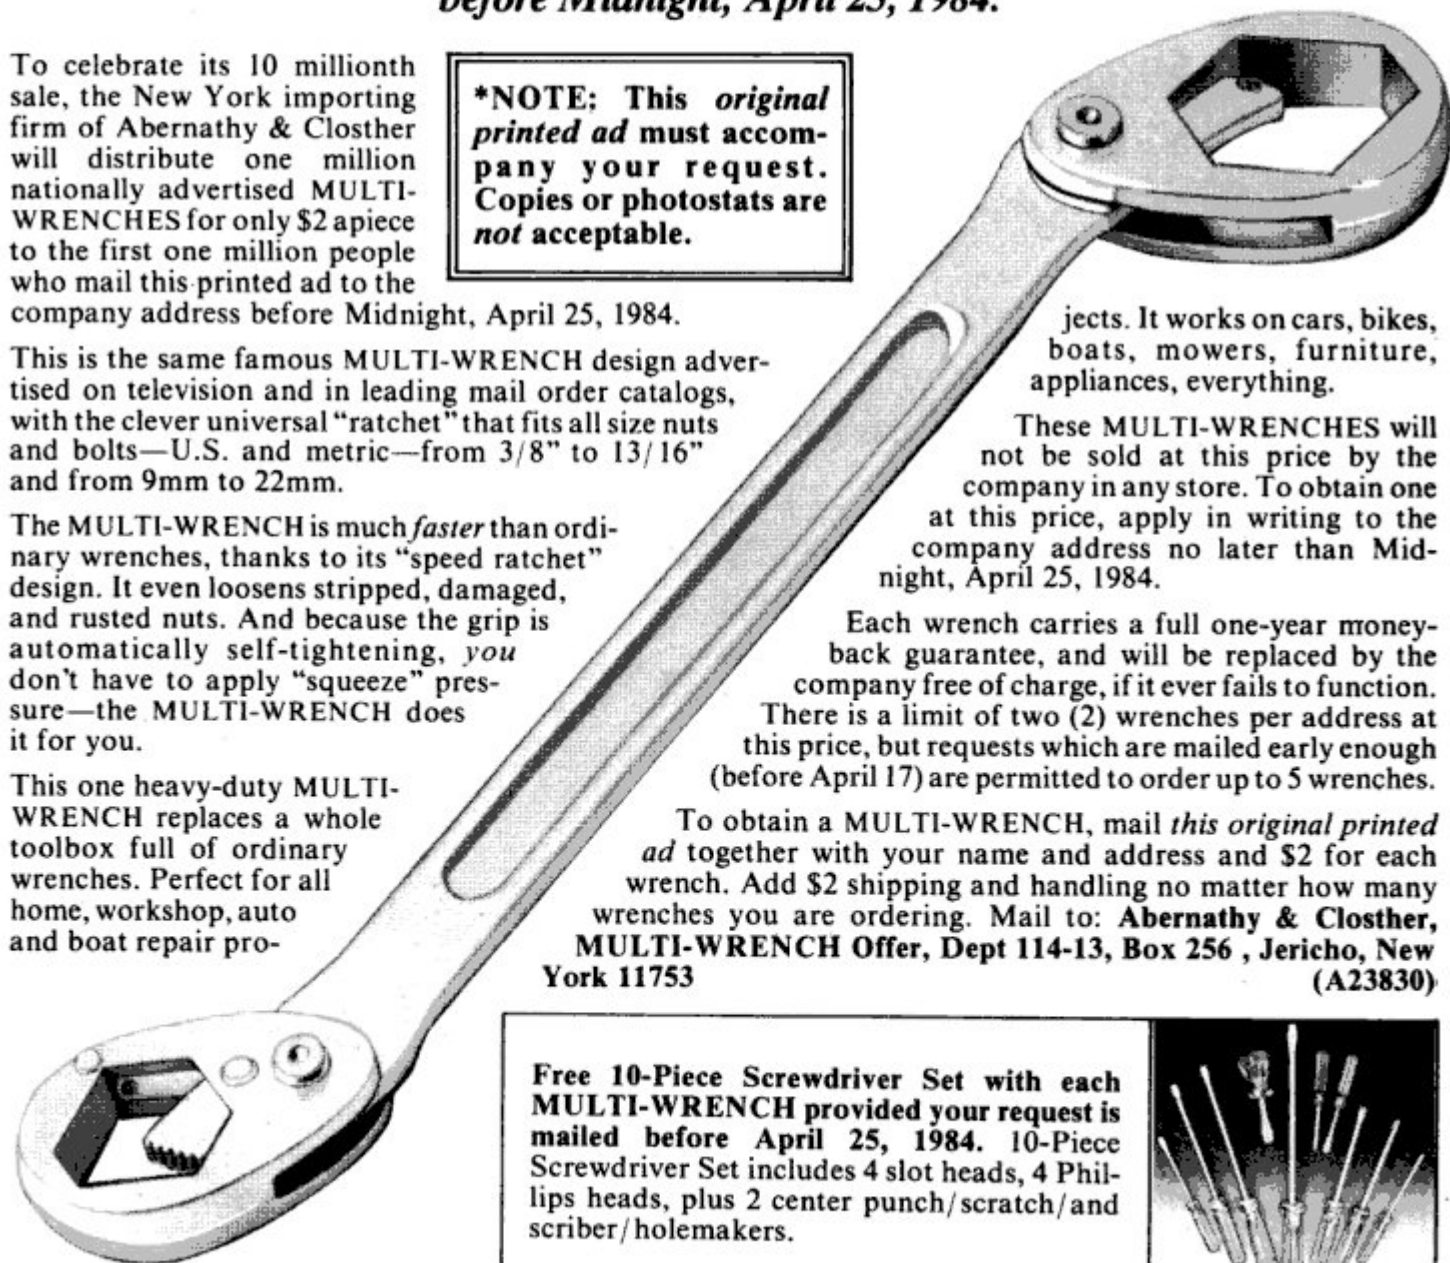 before Midnight, April 25, 1984.
To celebrate its 10 millionth
sale, the New York importing
firm of Abernathy & Closther
will distribute one million
nationally advertised MULTI-
WRENCHES for only $2 apiece
to the first one million people
who mail this printed ad to the
company address before Midnight, April 25, 1984.
*NOTE: This original
printed ad must accom-
pany your request.
Copies or photostats are
not acceptable.
This is the same famous MULTI-WRENCH design adver-
tised on television and in leading mail order catalogs,
with the clever universal “ratchet” that fits all size nuts
and bolts—U.S. and metric—from 3/8” to 13/16”
and from 9mm to 22mm.
The MULTI-WRENCH is much faster than ordi-
nary wrenches, thanks to its “speed ratchet”
design. It even loosens stripped, damaged,
and rusted nuts. And because the grip is
automatically self-tightening, you
don't have to apply “squeeze” pres-
sure—the MULTI-WRENCH does
it for you.
This one heavy-duty MULTI-
WRENCH replaces a whole
toolbox full of ordinary
wrenches. Perfect for all
home, workshop, auto
and boat repair pro-
jects. It works on cars, bikes,
boats, mowers, furniture,
appliances, everything.
These MULTI-WRENCHES will
not be sold at this price by the
company in any store. To obtain one
at this price, apply in writing to the
company address no later than Mid-
night, April 25, 1984.
Each wrench carries a full one-year money-
back guarantee, and will be replaced by the
company free of charge, if it ever fails to function.
There is a limit of two (2) wrenches per address at
this price, but requests which are mailed early enough
(before April 17) are permitted to order up to 5 wrenches.
To obtain a MULTI-WRENCH, mail this original printed
ad together with your name and address and $2 for each
wrench. Add $2 shipping and handling no matter how many
wrenches you are ordering. Mail to: Abernathy & Closther,
MULTI-WRENCH Offer, Dept 114-13, Box 256 , Jericho, New
York 11753 (A23830)
Free 10-Piece Screwdriver Set with each
MULTI-WRENCH provided your request is
mailed before April 25, 1984. 10-Piece
Screwdriver Set includes 4 slot heads, 4 Phil-
lips heads, plus 2 center punch/scratch/and
scriber/holemakers.